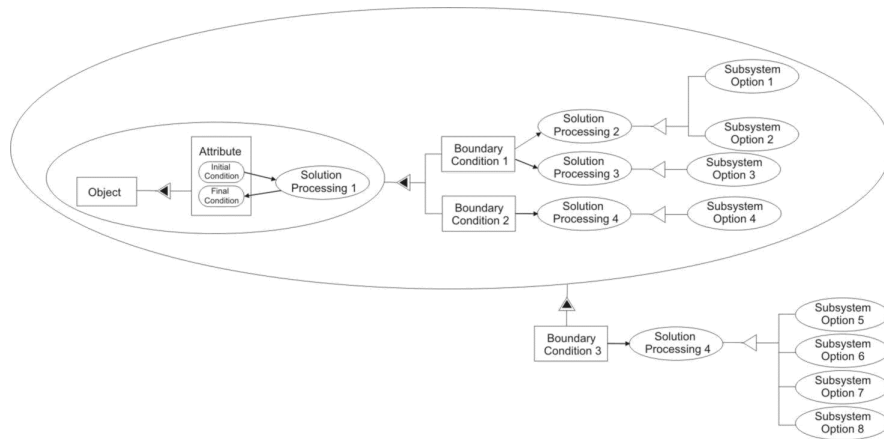 Object
Attribute
Initial
Condition
Final
Condition
Solution
Processing 1
Boundary
Condition 1
Boundary
Condition 2
Solution
Processing 2
Solution
Processing 3
Solution
Processing 4
Subsystem
Option 1
Subsystem
Option 2
Subsystem
Option 3
Subsystem
Option 4
Boundary
Condition 3
Solution
Processing 4
Subsystem
Option 5
Subsystem
Option 6
Subsystem
Option 7
Subsystem
Option 8